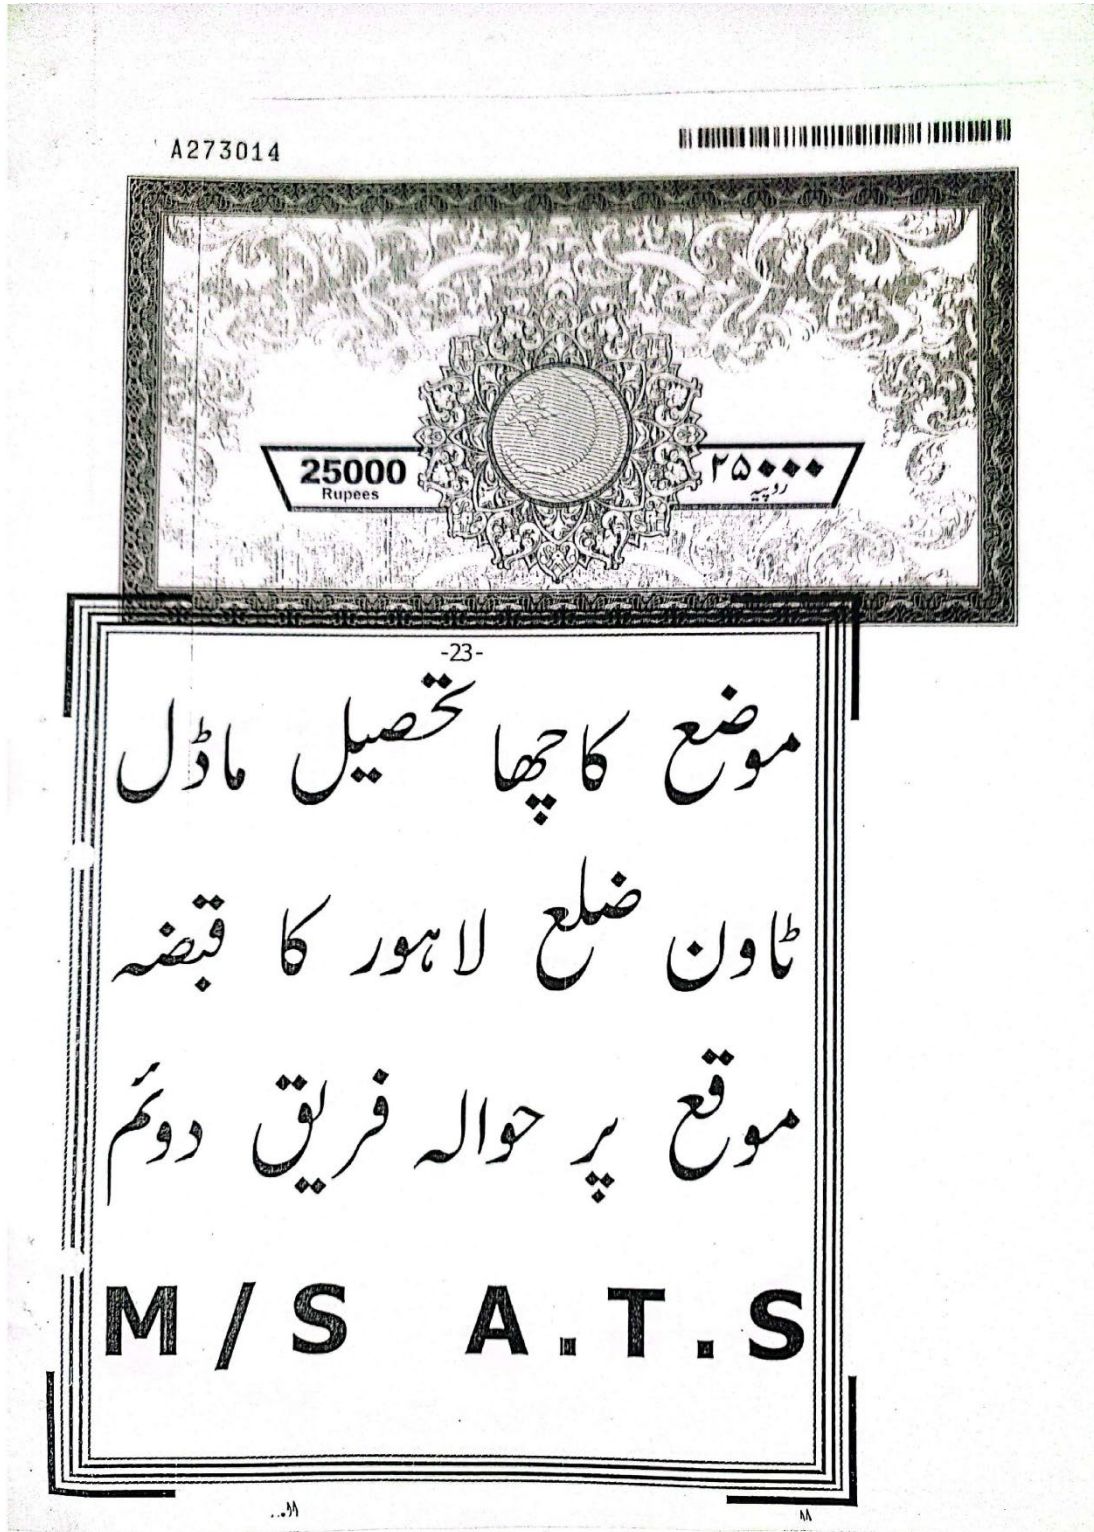 A273014
25000
Rupees
۲۵۰۰۰
روپیہ
-23-
موضع کاچھا تحصیل ماڈل
ٹاون ضلع لاہور کا قبضہ
موقع پر حوالہ فریق دوئم
M/S A.T.S